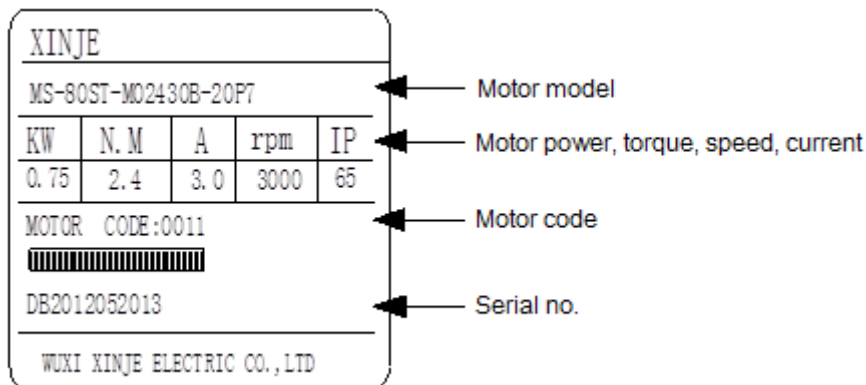 XINJE
MS-80ST-M02430B-20P7
Motor model
KW N.M A rpm IP
Motor power, torque, speed, current
0.75 2.4 3.0 3000 65
MOTOR CODE:0011
Motor code
DB2012052013
Serial no.
WUXI XINJE ELECTRIC CO.,LTD